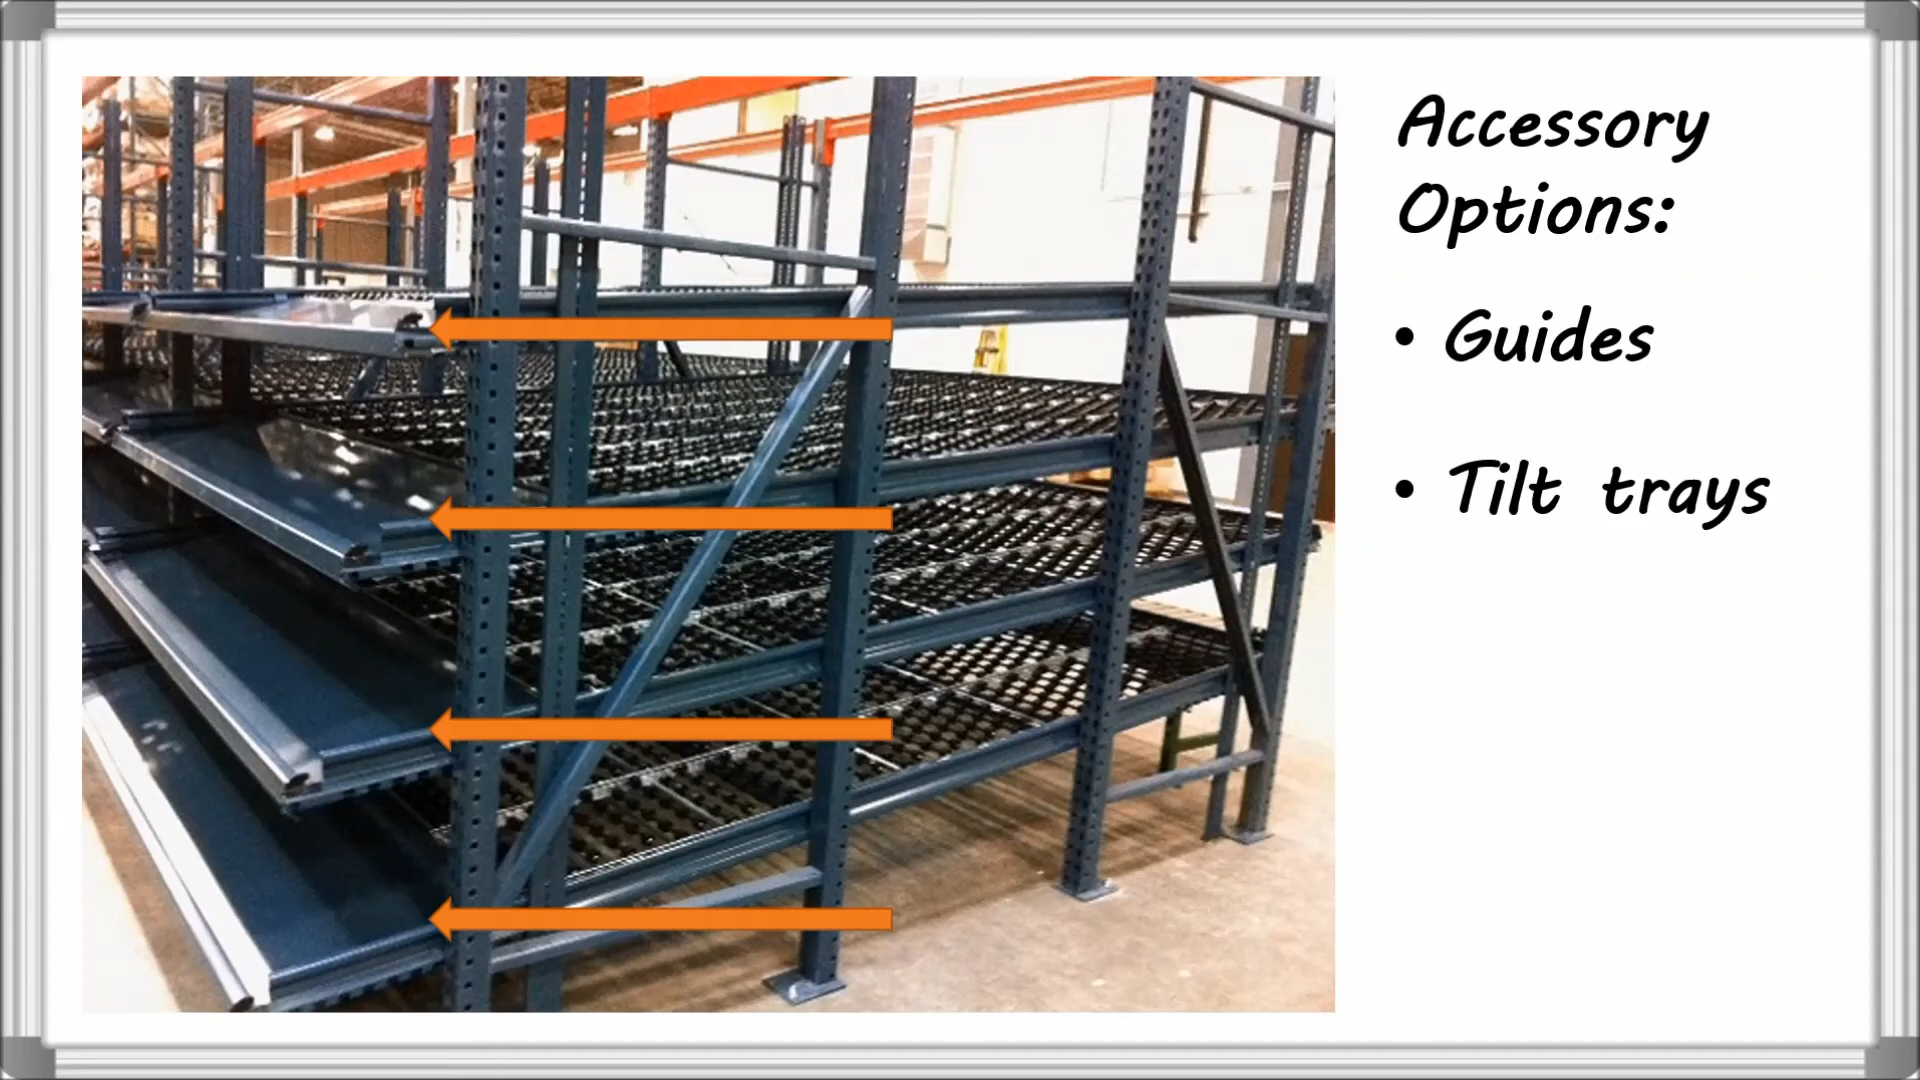 Accessory
Options:
• Guides
• Tilt trays